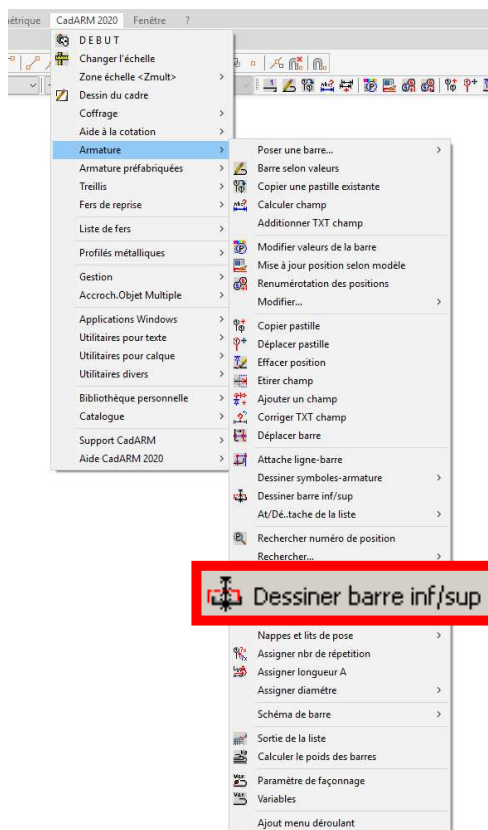 étrique CadARM 2020 Fenêtre ?
D E B U T
Changer l'échelle
Zone échelle <Zmult>
Dessin du cadre
Coffrage
Aide à la cotation
Armature
Armature préfabriquées
Treillis
Fers de reprise
Liste de fers
Profilés métalliques
Gestion
Accroch.Objet Multiple
Applications Windows
Utilitaires pour texte
Utilitaires pour calque
Utilitaires divers
Bibliothèque personnelle
Catalogue
Support CadARM
Aide CadARM 2020
Poser une barre...
Barre selon valeurs
Copier une pastille existante
Calculer champ
Additionner TXT champ
Modifier valeurs de la barre
Mise à jour position selon modèle
Renumérotation des positions
Modifier...
Copier pastille
Déplacer pastille
Effacer position
Etirer champ
Ajouter un champ
Corriger TXT champ
Déplacer barre
Attache ligne-barre
Dessiner symboles-armature
Dessiner barre inf/sup
At/Dé..tache de la liste
Rechercher numéro de position
Rechercher...
Dessiner barre inf/sup
Nappes et lits de pose
Assigner nbr de répetition
Assigner longueur A
Assigner diamétre
Schéma de barre
Sortie de la liste
Calculer le poids des barres
Paramètre de façonnage
Variables
Ajout menu déroulant